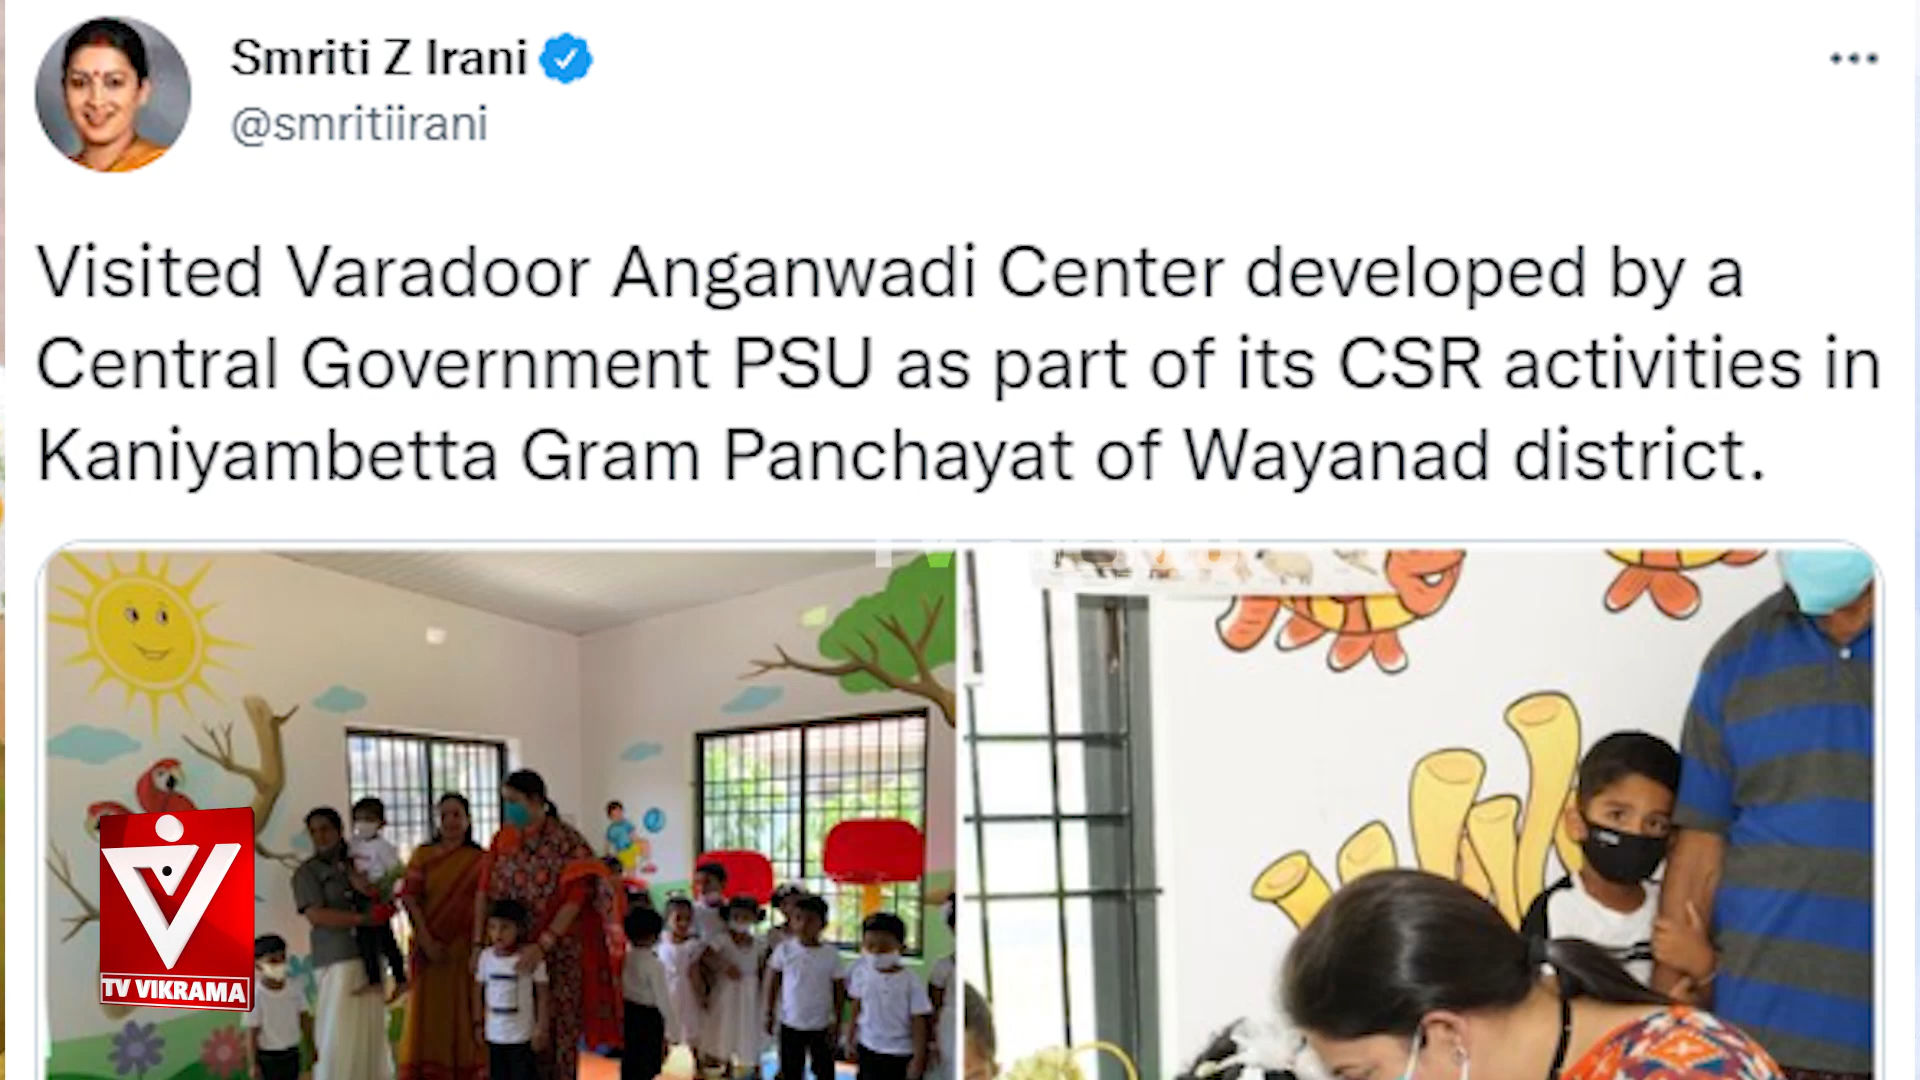 Smriti Z Irani
@smritiirani
Visited Varadoor Anganwadi Center developed by a
Central Government PSU as part of its CSR activities in
Kaniyambetta Gram Panchayat of Wayanad district.
TV VIKRAMA